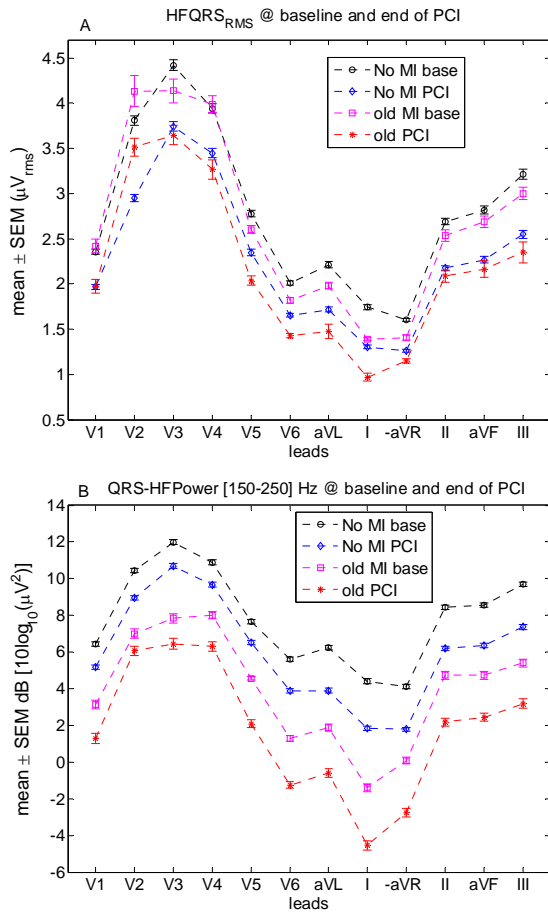 A
HFQRS_RMS @ baseline and end of PCI
4.5
4
3.5
3
2.5
2
1.5
1
0.5
mean ± SEM (μV_rms)
No MI base
No MI PCI
old MI base
old PCI
V1 V2 V3 V4 V5 V6 aVL I -aVR II aVF III
leads
B
QRS-HFPower [150-250] Hz @ baseline and end of PCI
14
12
10
8
6
4
2
0
-2
-4
-6
mean ± SEM dB [10log₁₀(μV²)]
No MI base
No MI PCI
old MI base
old PCI
V1 V2 V3 V4 V5 V6 aVL I -aVR II aVF III
leads